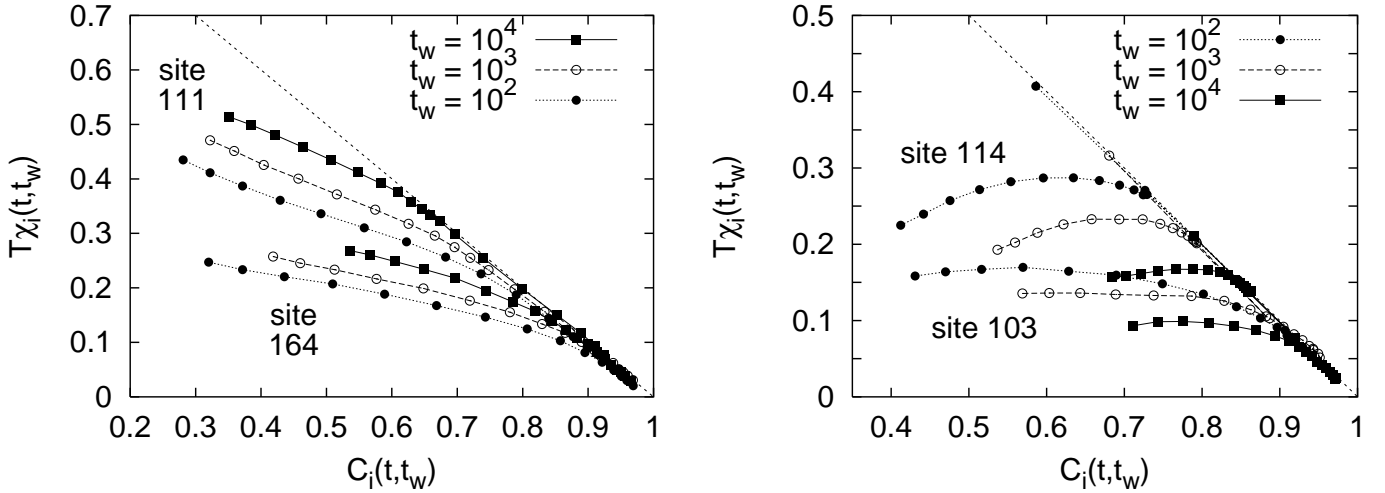 0.7
0.6
0.5
0.4
0.3
0.2
0.1
0
Tχi(t,tw)
0.2
0.3
0.4
0.5
0.6
0.7
0.8
0.9
1
Ci(t,tw)
site
111
site
164
tw = 10^4
tw = 10^3
tw = 10^2
0.5
0.4
0.3
0.2
0.1
0
Tχi(t,tw)
0.4
0.5
0.6
0.7
0.8
0.9
1
Ci(t,tw)
site 114
site 103
tw = 10^2
tw = 10^3
tw = 10^4